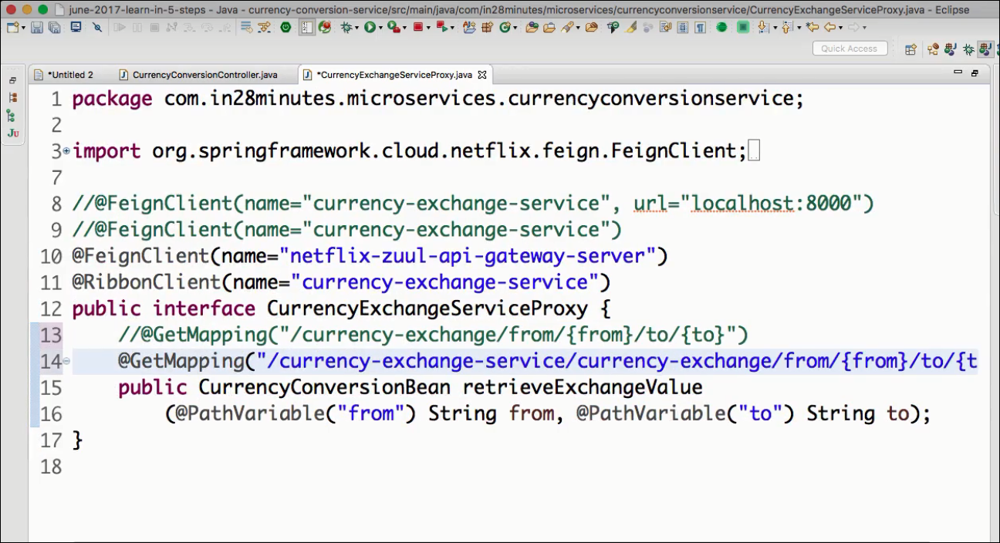 june-2017-learn-in-5-steps - Java - currency-conversion-service/src/main/java/com/in28minutes/microservices/currencyconversionservice/CurrencyExchangeServiceProxy.java - Eclipse
Quick Access
*Untitled 2 CurrencyConversionController.java *CurrencyExchangeServiceProxy.java
1 package com.in28minutes.microservices.currencyconversionservice;
2
3 import org.springframework.cloud.netflix.feign.FeignClient;
7
8 //@FeignClient(name="currency-exchange-service", url="localhost:8000")
9 //@FeignClient(name="currency-exchange-service")
10 @FeignClient(name="netflix-zuul-api-gateway-server")
11 @RibbonClient(name="currency-exchange-service")
12 public interface CurrencyExchangeServiceProxy {
13 //@GetMapping("/currency-exchange/from/{from}/to/{to}")
14 @GetMapping("/currency-exchange-service/currency-exchange/from/{from}/to/{t
15 public CurrencyConversionBean retrieveExchangeValue
16 (@PathVariable("from") String from, @PathVariable("to") String to);
17 }
18